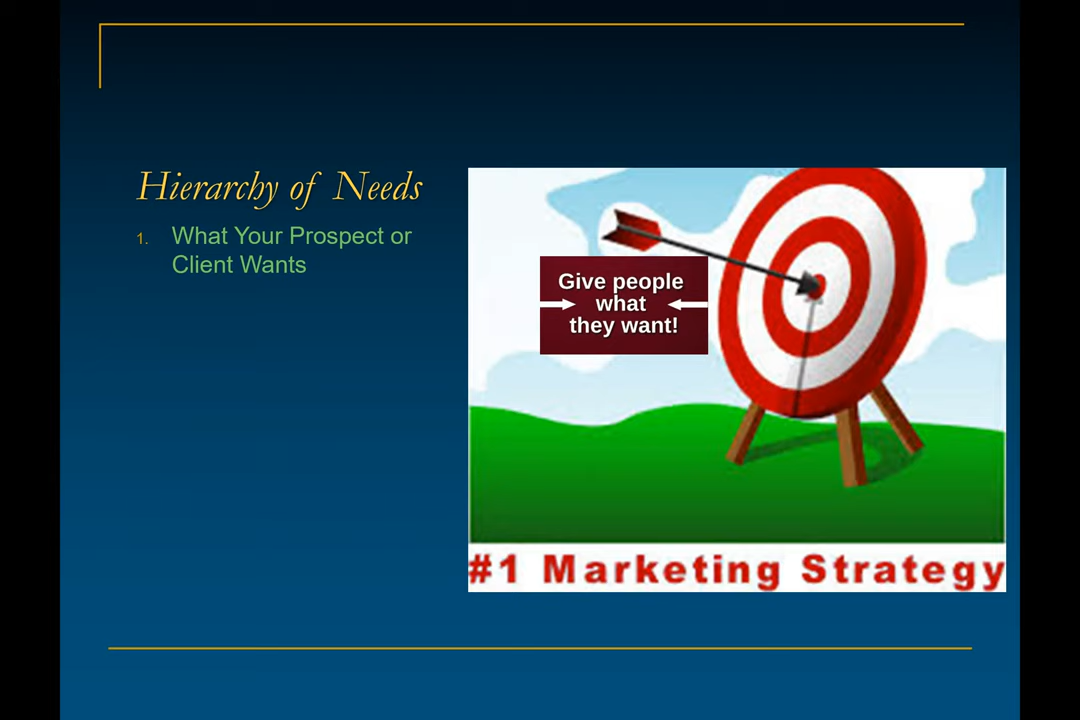 Hierarchy of Needs
1. What Your Prospect or
Client Wants
Give people
what
they want!
#1 Marketing Strategy